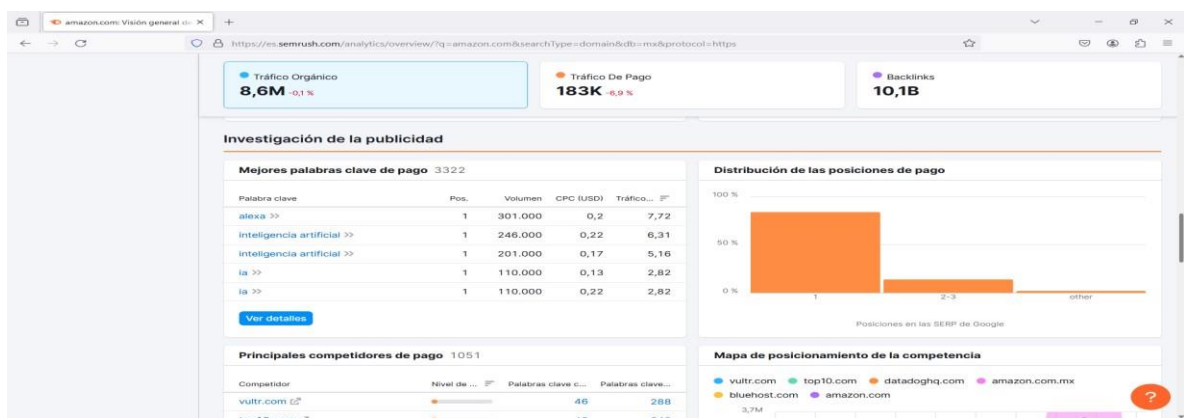 amazon.com: Visión general de
https://es.semrush.com/analytics/overview/?q=amazon.com&searchType=domain&db=mx&protocol=https
Tráfico Orgánico
8,6M -0,1 %
Tráfico De Pago
183K -6,9 %
Backlinks
10,1B
Investigación de la publicidad
Mejores palabras clave de pago 3322
Palabra clave Pos. Volumen CPC (USD) Tráfico...
alexa >> 1 301.000 0,2 7,72
inteligencia artificial >> 1 246.000 0,22 6,31
inteligencia artificial >> 1 201.000 0,17 5,16
ia >> 1 110.000 0,13 2,82
ia >> 1 110.000 0,22 2,82
Ver detalles
Distribución de las posiciones de pago
100 %
50 %
0 %
1 2-3 other
Posiciones en las SERP de Google
Principales competidores de pago 1051
Competidor Nivel de ... Palabras clave c... Palabras clave...
vultr.com 46 288
Mapa de posicionamiento de la competencia
vultr.com top10.com datadoghq.com amazon.com.mx
bluehost.com amazon.com
3,7M
?